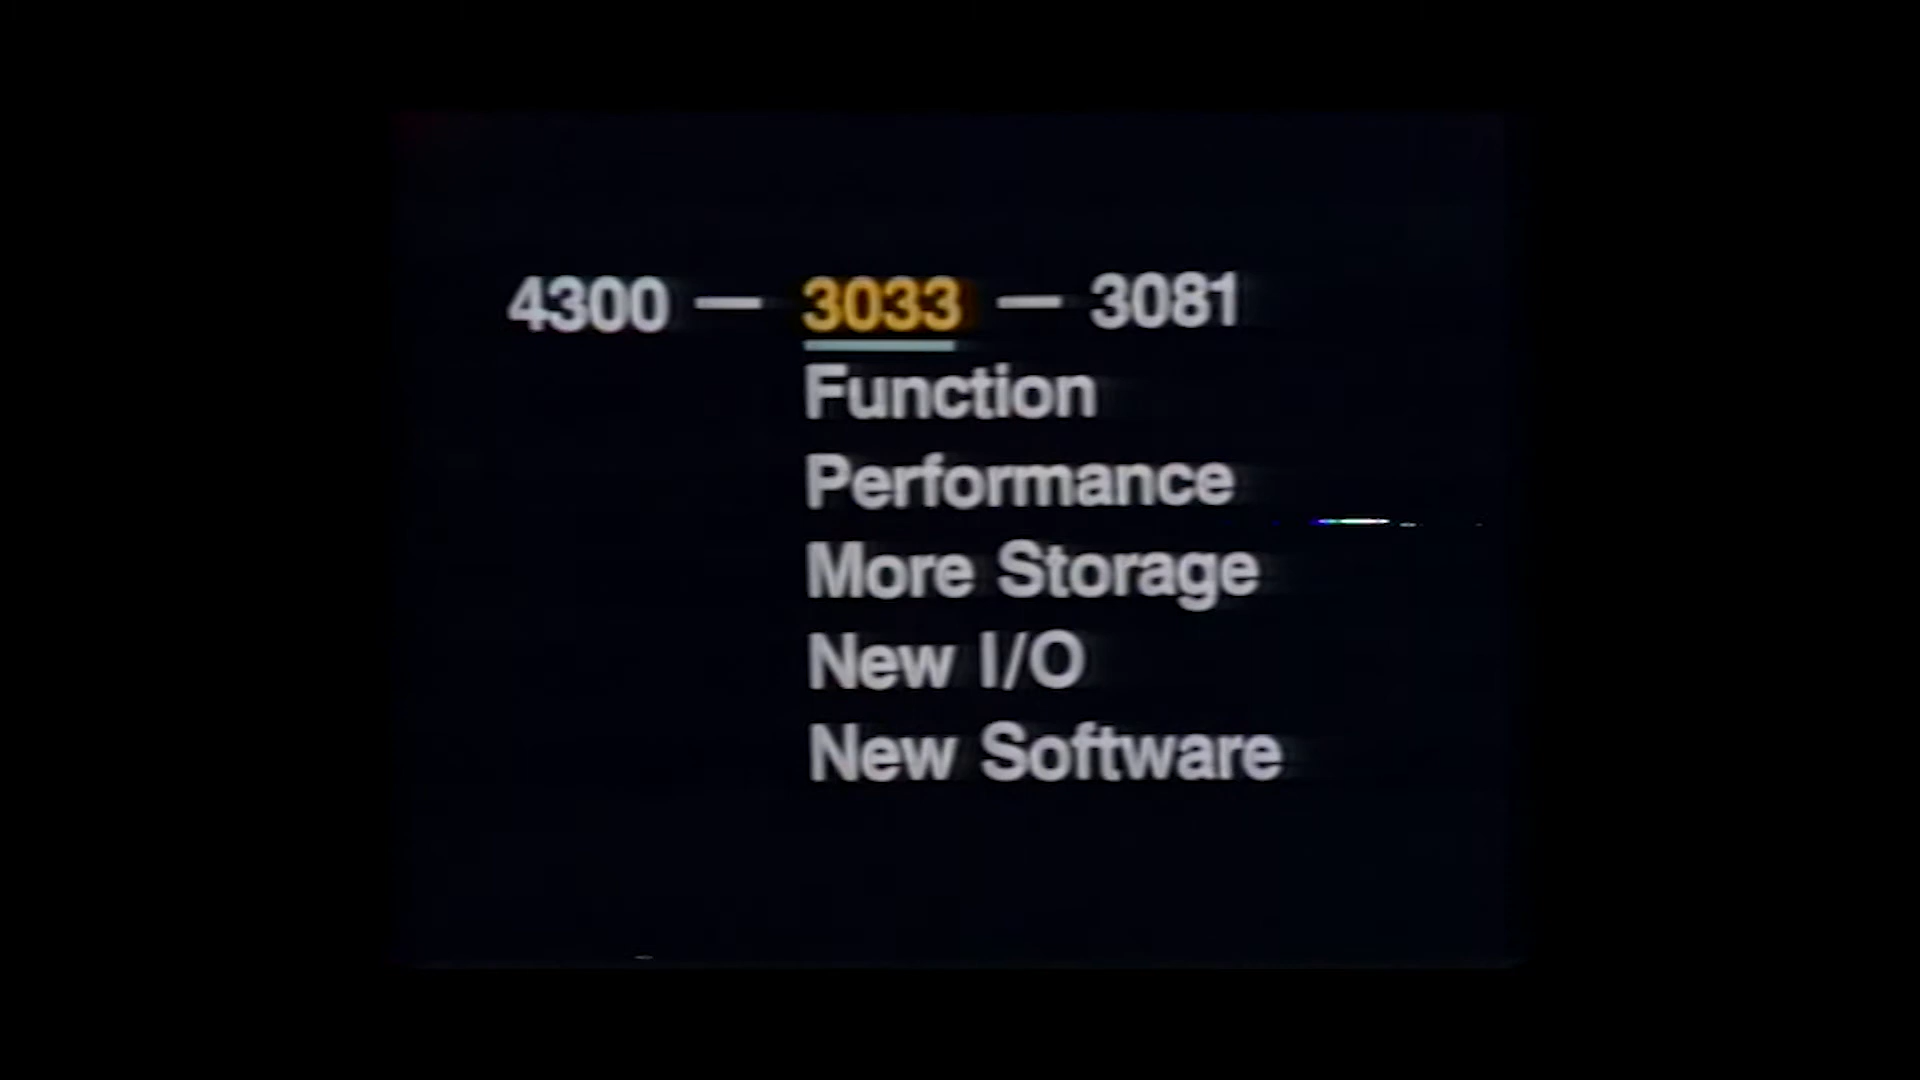 4300 — 3033 — 3081
Function
Performance
More Storage
New I/O
New Software